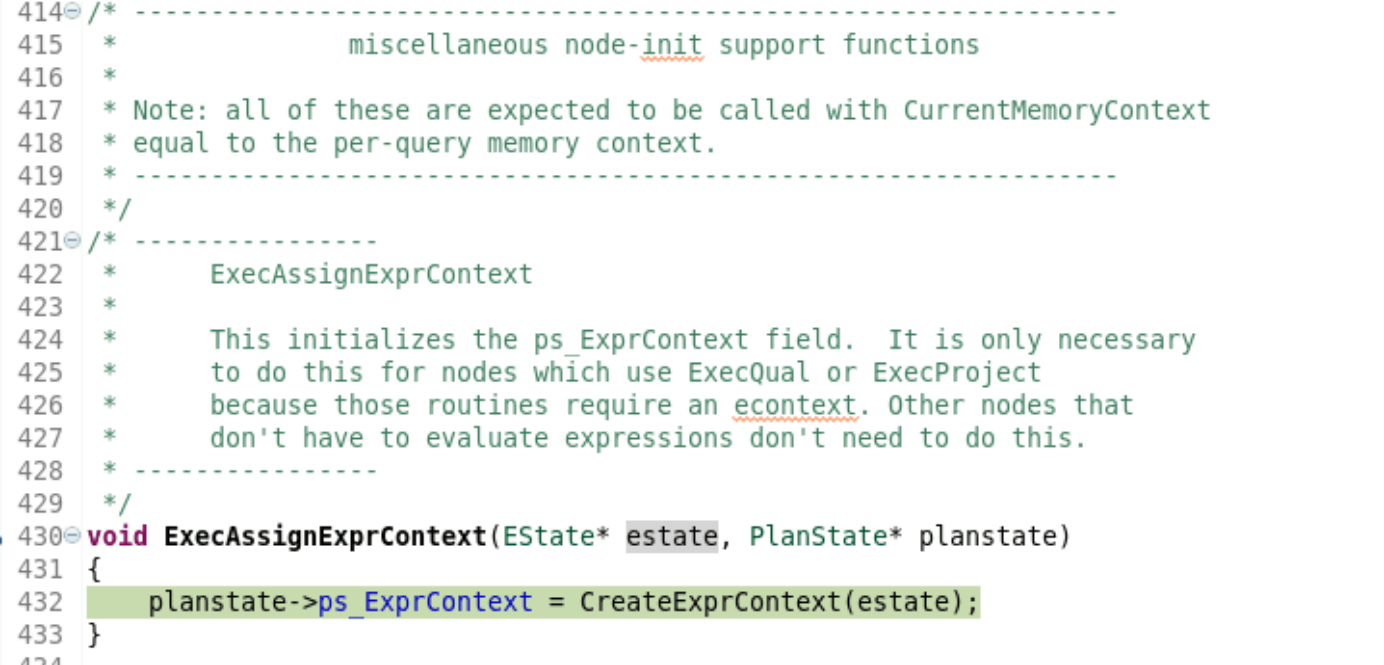 414 /* ----------------------------------------------------------------
415  *               miscellaneous node-init support functions
416  *
417  * Note: all of these are expected to be called with CurrentMemoryContext
418  * equal to the per-query memory context.
419  * ----------------------------------------------------------------
420  */
421 /* ----------------
422  *      ExecAssignExprContext
423  *
424  *      This initializes the ps_ExprContext field.  It is only necessary
425  *      to do this for nodes which use ExecQual or ExecProject
426  *      because those routines require an econtext. Other nodes that
427  *      don't have to evaluate expressions don't need to do this.
428  * ----------------
429  */
430 void ExecAssignExprContext(EState* estate, PlanState* planstate)
431 {
432     planstate->ps_ExprContext = CreateExprContext(estate);
433 }
434